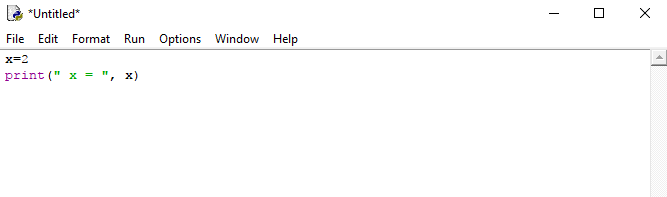 *Untitled*
File Edit Format Run Options Window Help
x=2
print(" x = ", x)